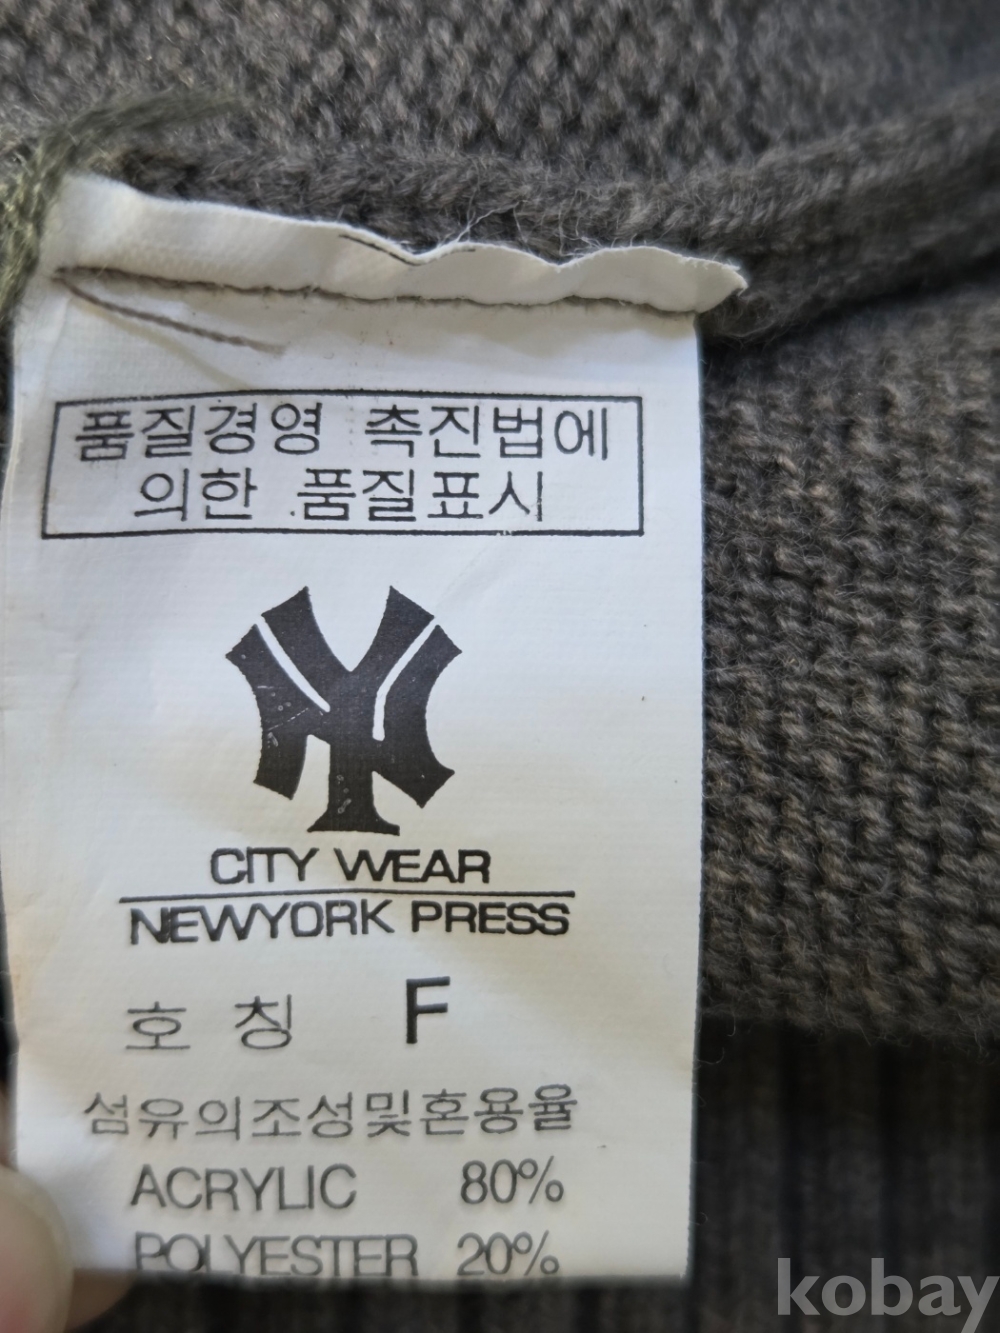 품질경영 촉진법에
의한 품질표시
NY
CITY WEAR
NEWYORK PRESS
호 칭 F
섬유의조성및혼용율
ACRYLIC 80%
POLYESTER 20%
kobay